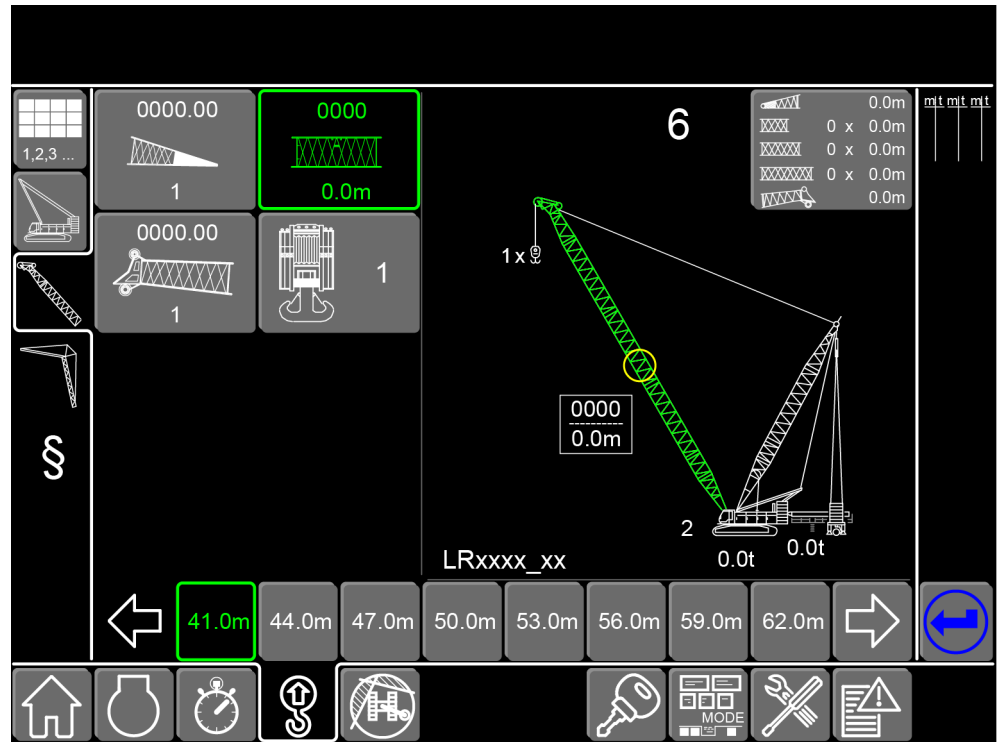 1,2,3 ...
0000.00
1
0000
0.0m
0000.00
1
1
6
0.0m
0 x 0.0m
0 x 0.0m
0 x 0.0m
0.0m
m|t m|t m|t
1 x
0000
0.0m
2
0.0t
0.0t
LRxxxx_xx
§
41.0m 44.0m 47.0m 50.0m 53.0m 56.0m 59.0m 62.0m
MODE